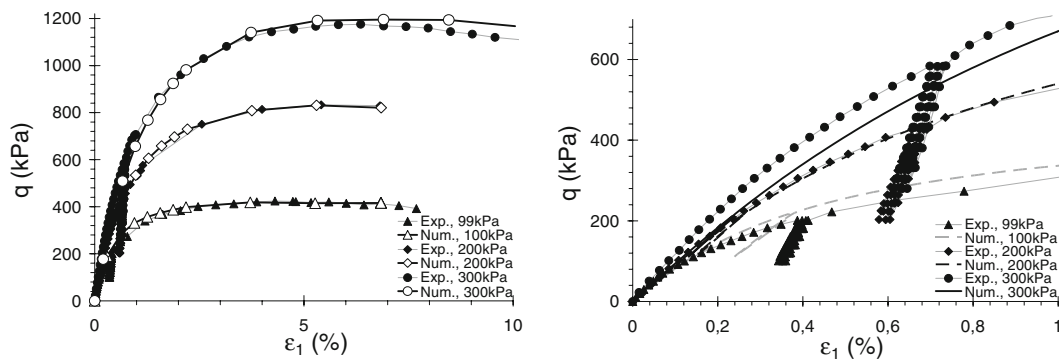 1400
1200
1000
800
600
400
200
0
q (kPa)
0
5
10
ε1 (%)
Exp., 99kPa
Num., 100kPa
Exp., 200kPa
Num., 200kPa
Exp., 300kPa
Num., 300kPa
600
400
200
0
q (kPa)
0
0,2
0,4
0,6
0,8
1
ε1 (%)
Exp., 99kPa
Num., 100kPa
Exp., 200kPa
Num., 200kPa
Exp., 300kPa
Num., 300kPa